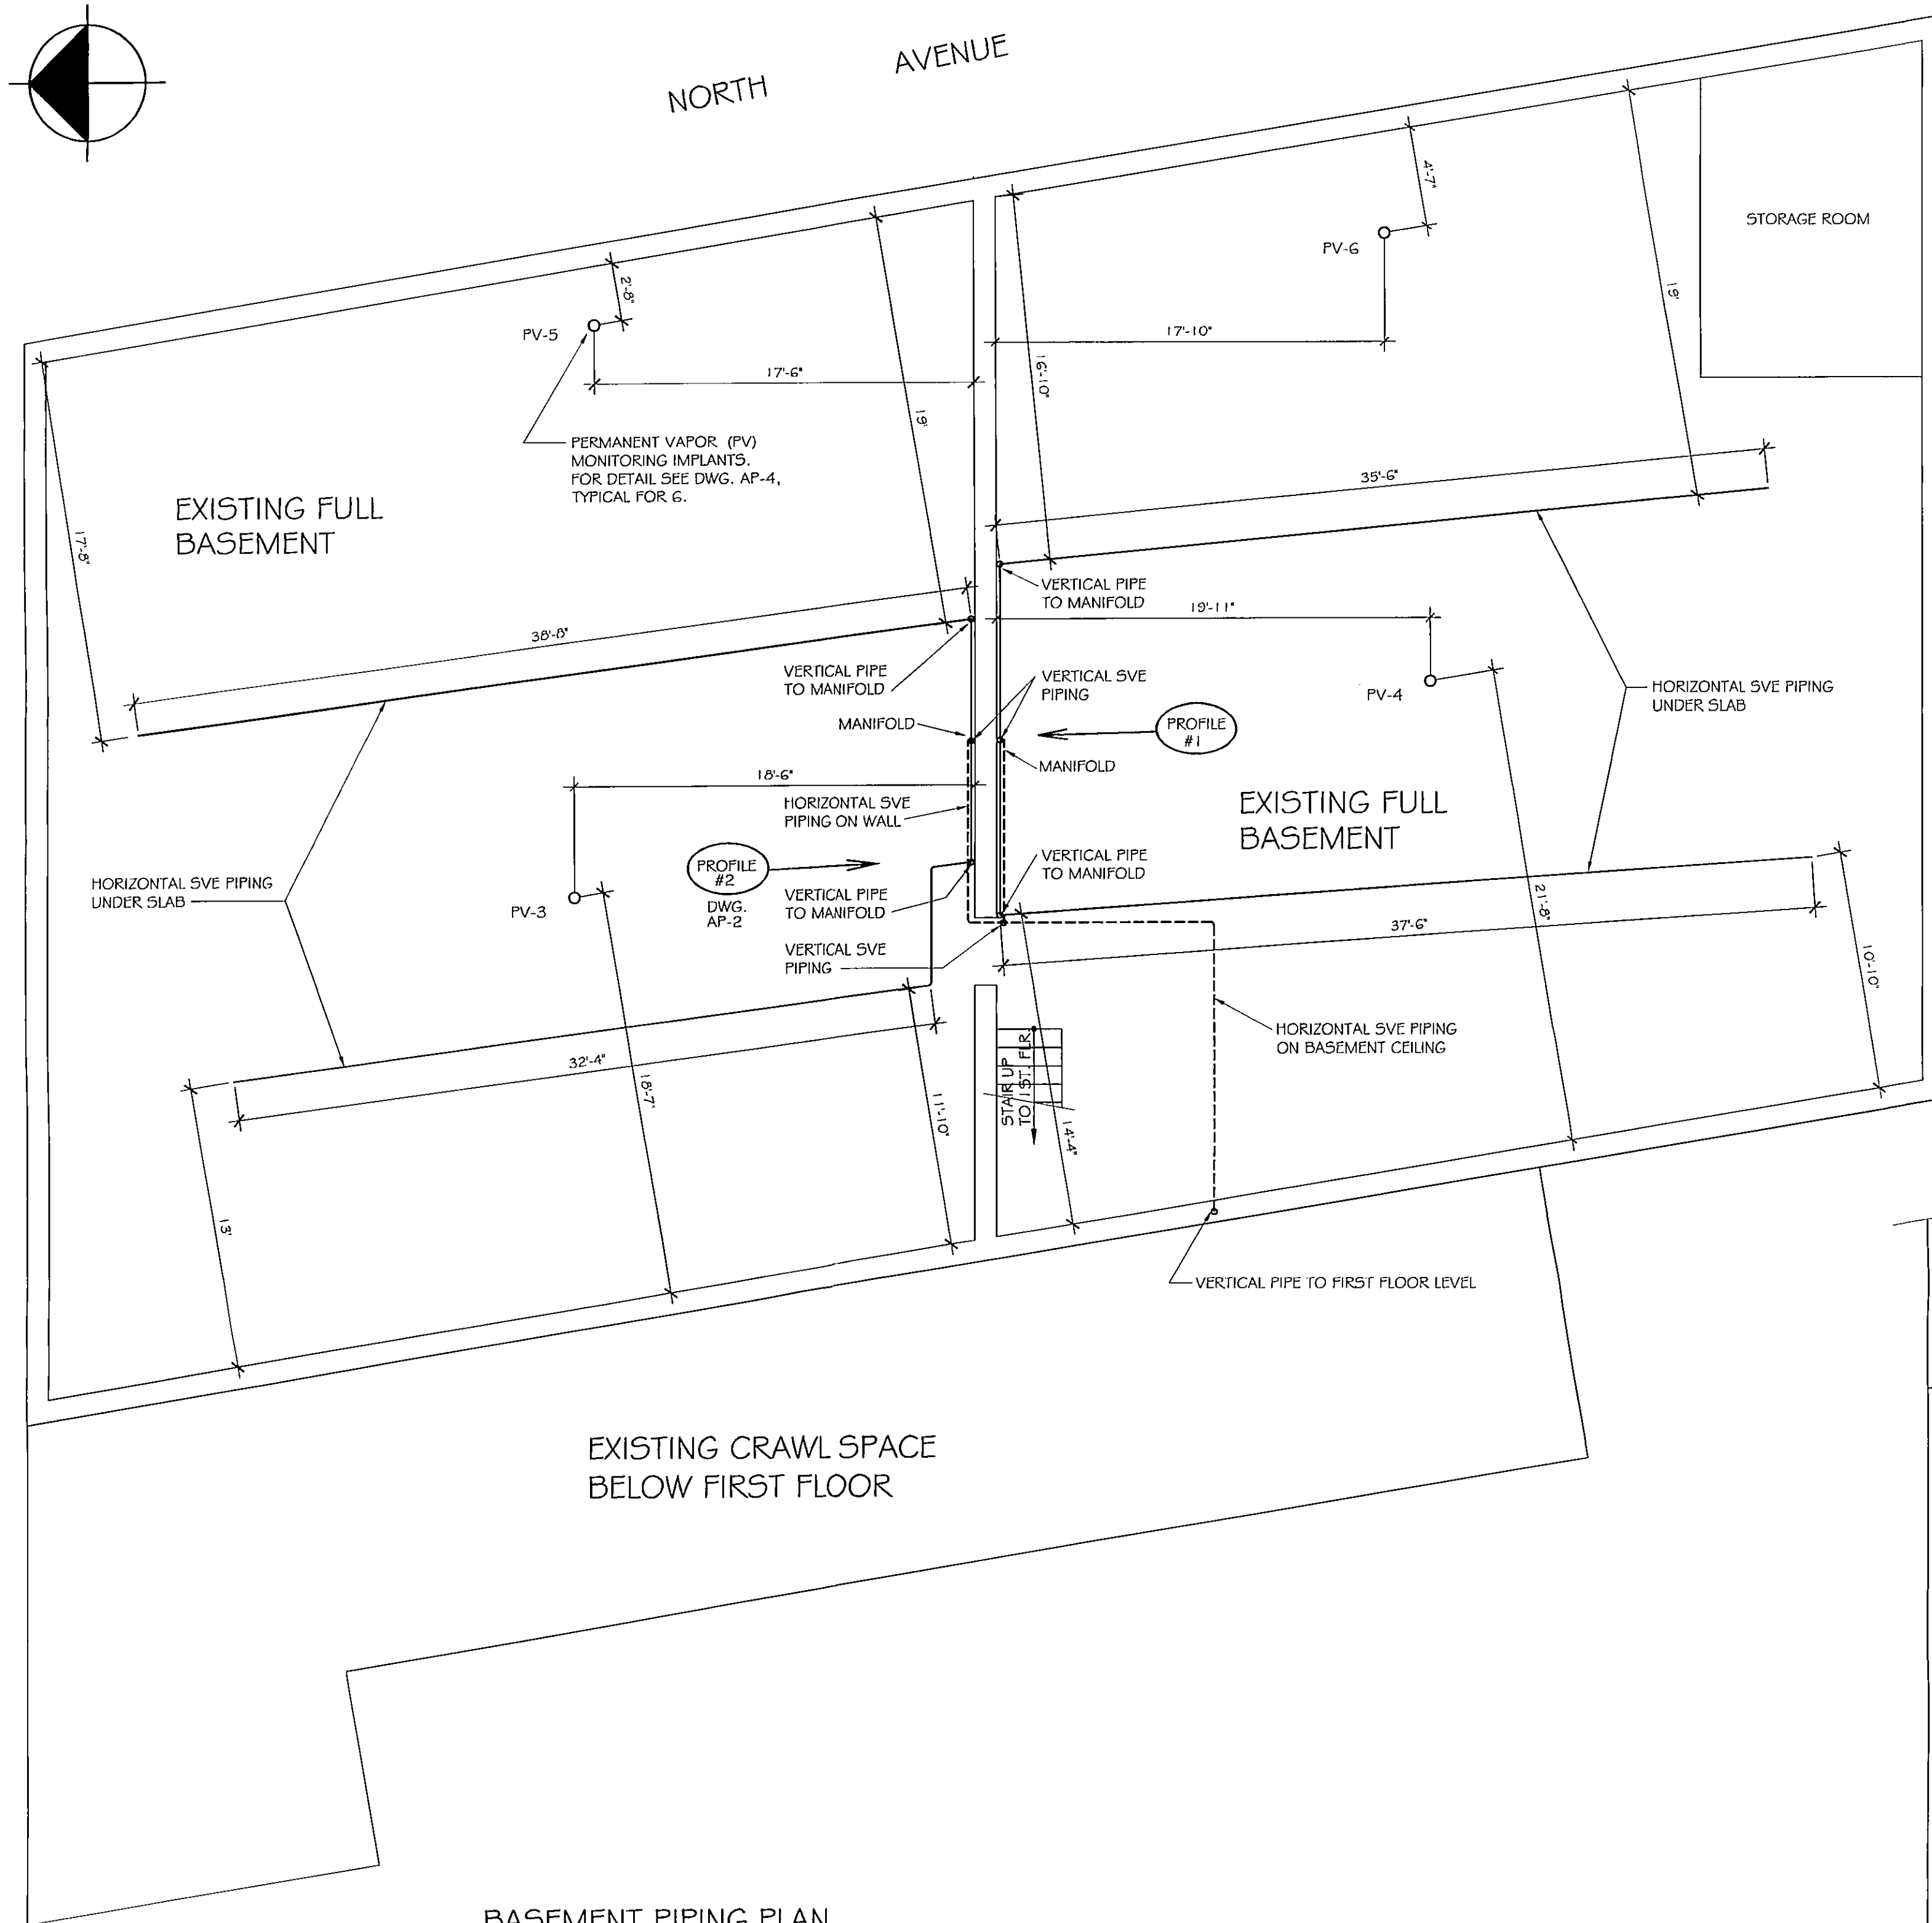 NORTH AVENUE
4'-7"
STORAGE ROOM
PV-6
2'-8"
PV-5
17'-10"
19'
17'-6"
16'-10"
19'
PERMANENT VAPOR (PV)
MONITORING IMPLANTS.
FOR DETAIL SEE DWG. AP-4,
TYPICAL FOR 6.
35'-6"
EXISTING FULL
BASEMENT
17'-8"
VERTICAL PIPE
TO MANIFOLD
19'-11"
38'-8"
VERTICAL PIPE
TO MANIFOLD
VERTICAL SVE
PIPING
PV-4
HORIZONTAL SVE PIPING
UNDER SLAB
MANIFOLD
PROFILE
#1
MANIFOLD
18'-6"
HORIZONTAL SVE
PIPING ON WALL
EXISTING FULL
BASEMENT
PROFILE
#2
DWG.
AP-2
VERTICAL PIPE
TO MANIFOLD
VERTICAL PIPE
TO MANIFOLD
HORIZONTAL SVE PIPING
UNDER SLAB
PV-3
21'-8"
37'-6"
VERTICAL SVE
PIPING
10'-10"
HORIZONTAL SVE PIPING
ON BASEMENT CEILING
32'-4"
18'-7"
11'-10"
STAIR UP
TO 1ST. FLR
14'-4"
13'
VERTICAL PIPE TO FIRST FLOOR LEVEL
EXISTING CRAWL SPACE
BELOW FIRST FLOOR
BASEMENT PIPING PLAN